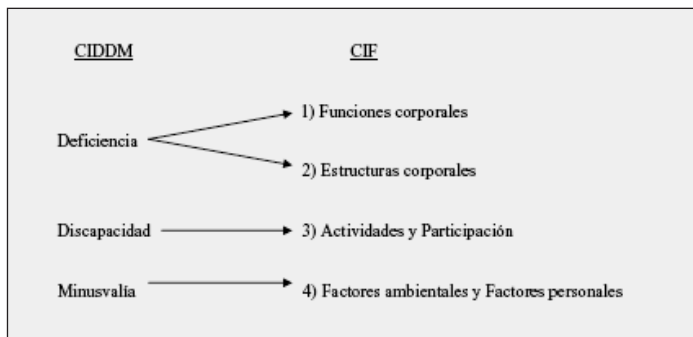 CIDDM CIF
1) Funciones corporales
Deficiencia
2) Estructuras corporales
Discapacidad 3) Actividades y Participación
Minusvalía 4) Factores ambientales y Factores personales